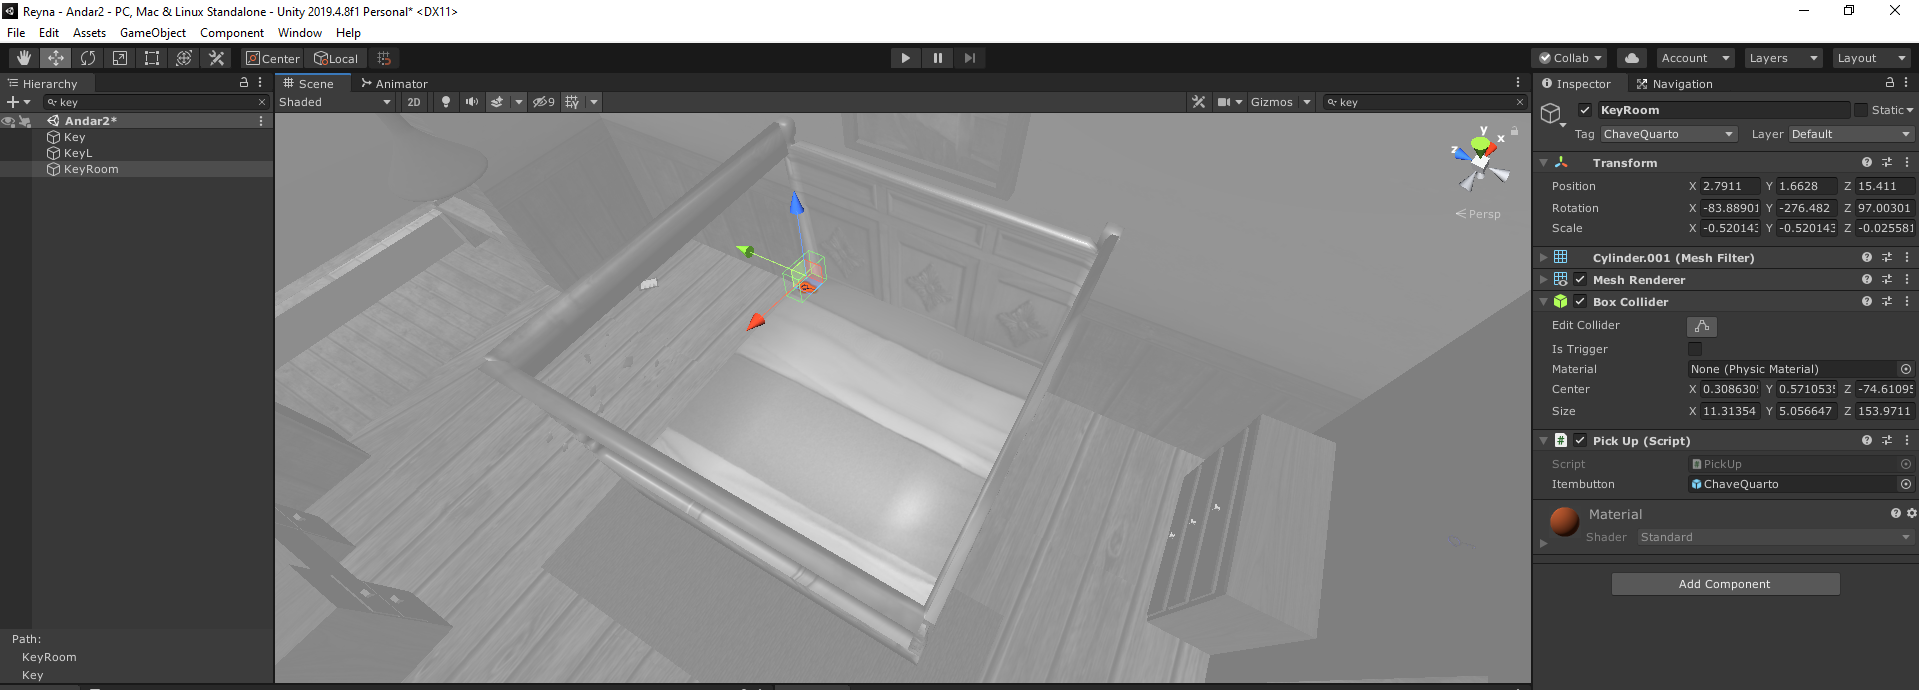 Reyna - Andar2 - PC, Mac & Linux Standalone - Unity 2019.4.8f1 Personal* <DX11>
File Edit Assets GameObject Component Window Help
Center Local Collab Account Layers Layout
Hierarchy
key
Andar2*
Key
KeyL
KeyRoom
Path:
KeyRoom
Key
Scene Animator
Shaded 2D 9 Gizmos key
y
x
z
Persp
Inspector Navigation
KeyRoom Static
Tag ChaveQuarto Layer Default
Transform
Position X 2.7911 Y 1.6628 Z 15.411
Rotation X -83.88901 Y -276.482 Z 97.00301
Scale X -0.520143 Y -0.520143 Z -0.025581
Cylinder.001 (Mesh Filter)
Mesh Renderer
Box Collider
Edit Collider
Is Trigger
Material None (Physic Material)
Center X 0.308630 Y 0.571053 Z -74.6109
Size X 11.31354 Y 5.056647 Z 153.9711
Pick Up (Script)
Script PickUp
Itembutton ChaveQuarto
Material
Shader Standard
Add Component